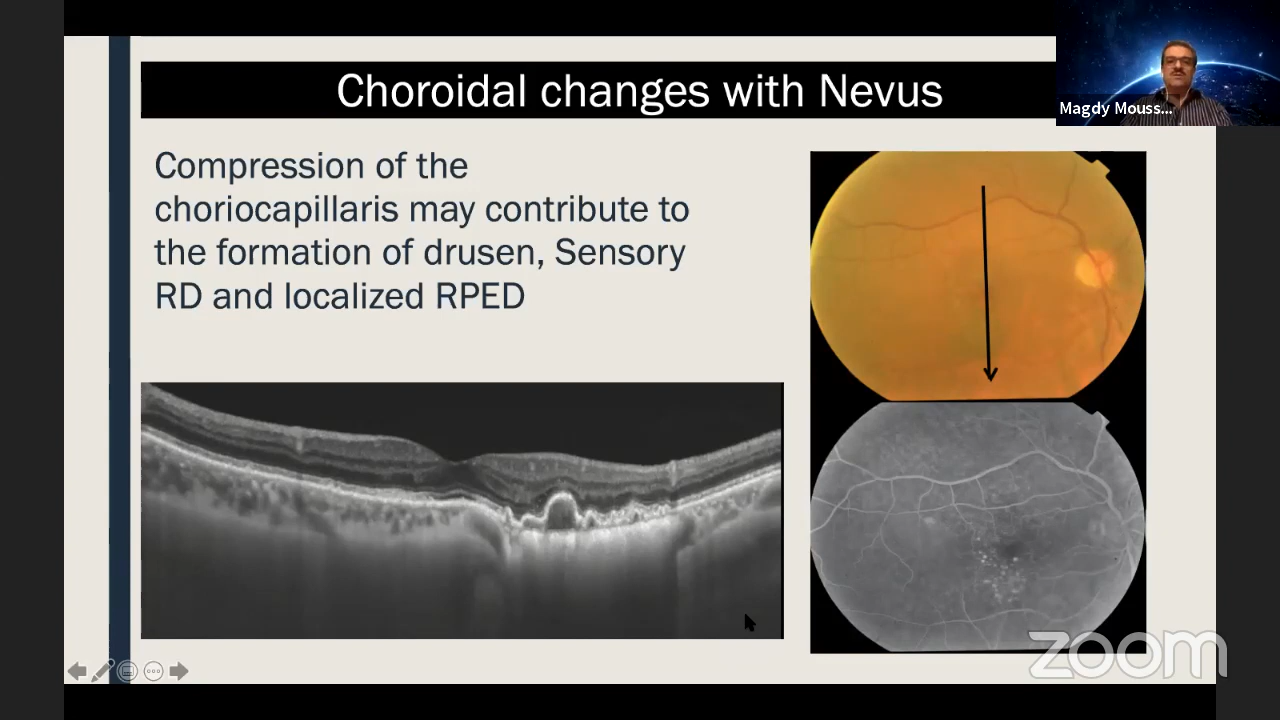 Choroidal changes with Nevus
Magdy Mouss...
Compression of the
choriocapillaris may contribute to
the formation of drusen, Sensory
RD and localized RPED
zoom